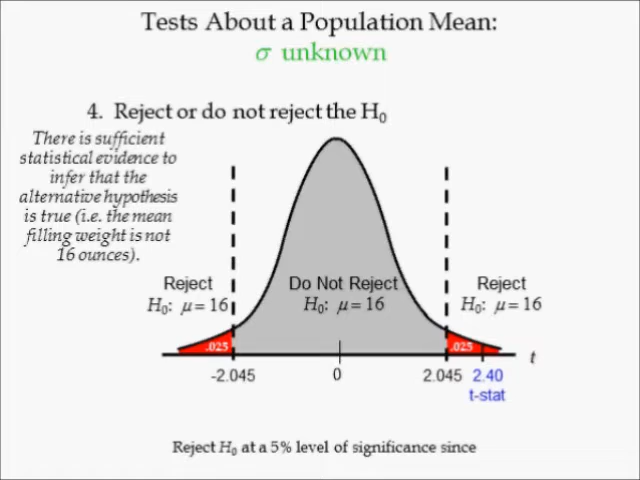 Tests About a Population Mean:
σ unknown
4. Reject or do not reject the H₀
There is sufficient
statistical evidence to
infer that the
alternative hypothesis
is true (i.e. the mean
filling weight is not
16 ounces).
Reject
H₀: μ = 16
Do Not Reject
H₀: μ = 16
Reject
H₀: μ = 16
.025
.025
t
-2.045
0
2.045
2.40
t-stat
Reject H₀ at a 5% level of significance since